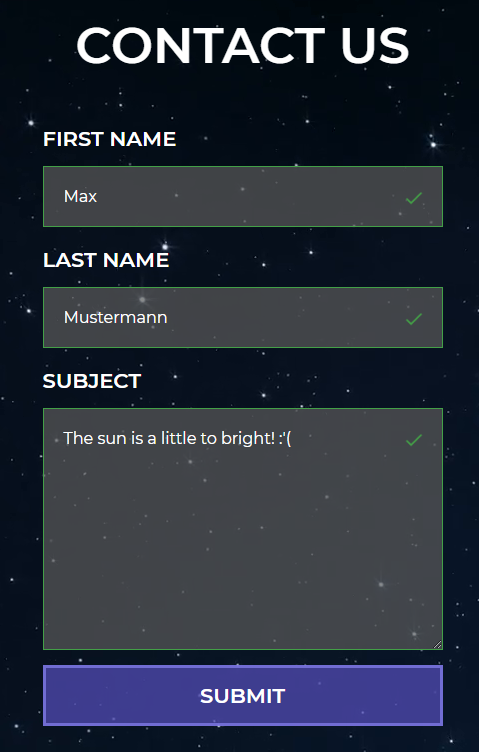 CONTACT US
FIRST NAME
Max
LAST NAME
Mustermann
SUBJECT
The sun is a little to bright! :'(
SUBMIT